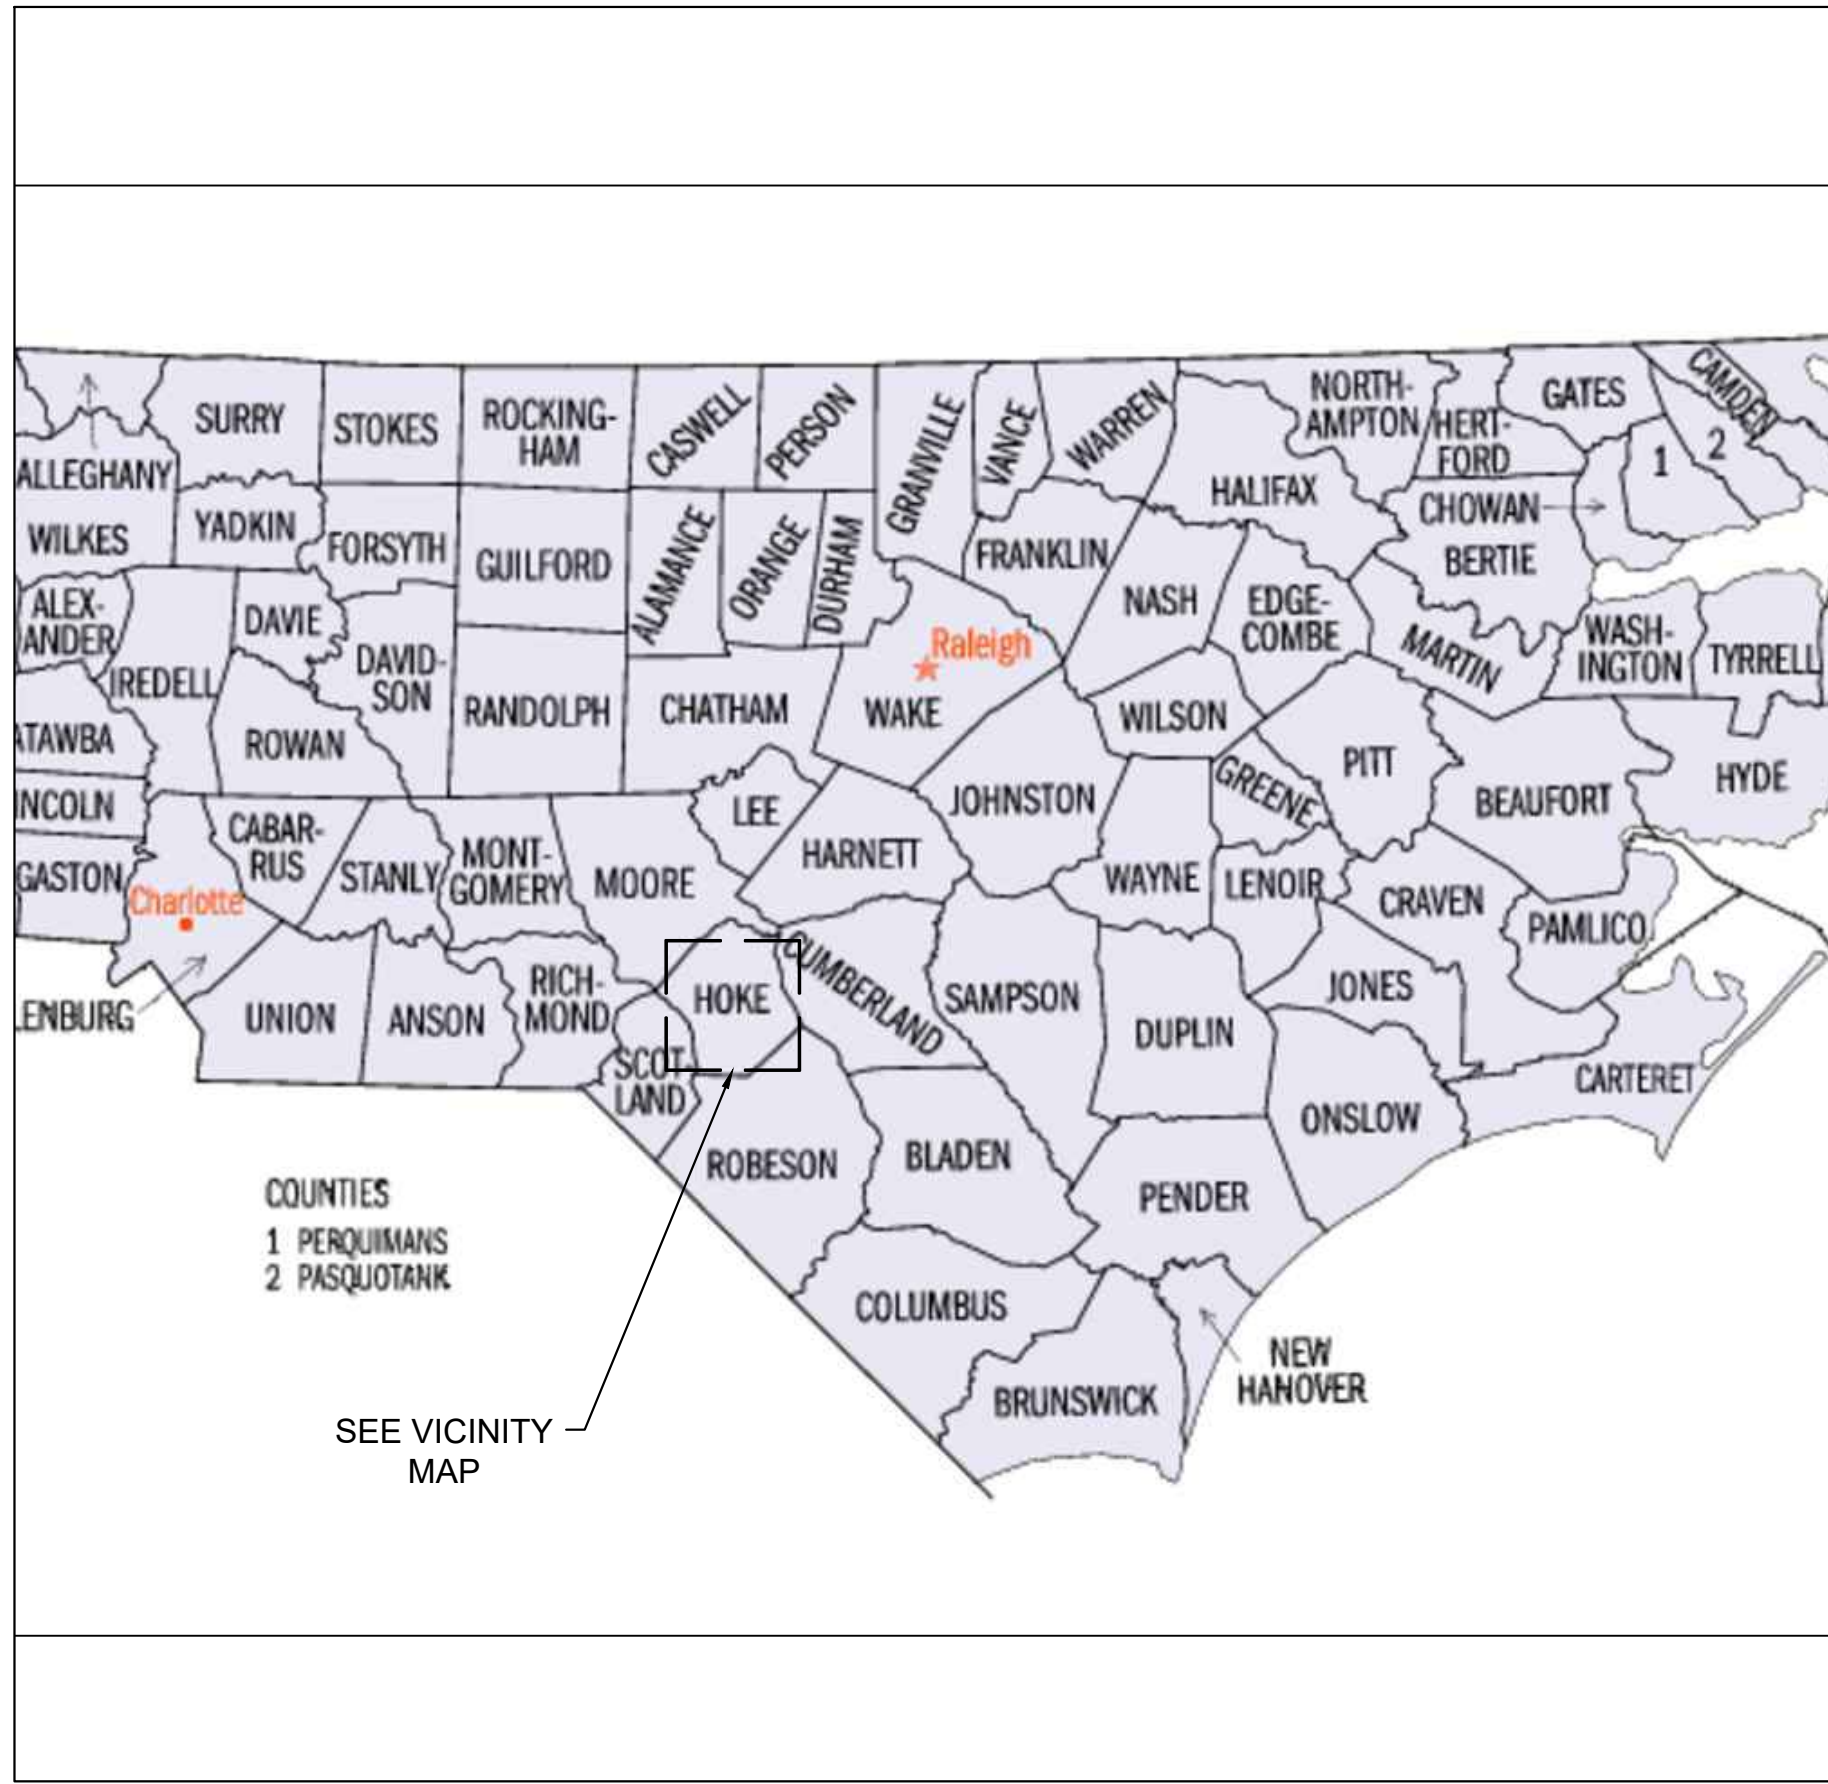 SURRY
STOKES
ROCKING-
HAM
CASWELL
PERSON
GRANVILLE
VANCE
WARREN
NORTH-
AMPTON
HERT-
FORD
GATES
CAMDEN
1
2
ALLEGHANY
WILKES
YADKIN
FORSYTH
GUILFORD
ALAMANCE
ORANGE
DURHAM
FRANKLIN
HALIFAX
CHOWAN
BERTIE
ALEX-
ANDER
IREDELL
DAVIE
DAVID-
SON
RANDOLPH
CHATHAM
Raleigh
WAKE
NASH
EDGE-
COMBE
MARTIN
WASH-
INGTON
TYRRELL
ATAWBA
ROWAN
WILSON
PITT
HYDE
INCOLN
CABAR-
RUS
STANLY
MONT-
GOMERY
MOORE
LEE
HARNETT
JOHNSTON
GREENE
BEAUFORT
GASTON
Charlotte
WAYNE
LENOIR
CRAVEN
PAMLICO
LENBURG
UNION
ANSON
RICH-
MOND
SCOT-
LAND
HOKE
CUMBERLAND
SAMPSON
DUPLIN
JONES
CARTERET
ONSLOW
ROBESON
BLADEN
PENDER
COUNTIES
1 PERQUIMANS
2 PASQUOTANK
COLUMBUS
BRUNSWICK
NEW
HANOVER
SEE VICINITY
MAP